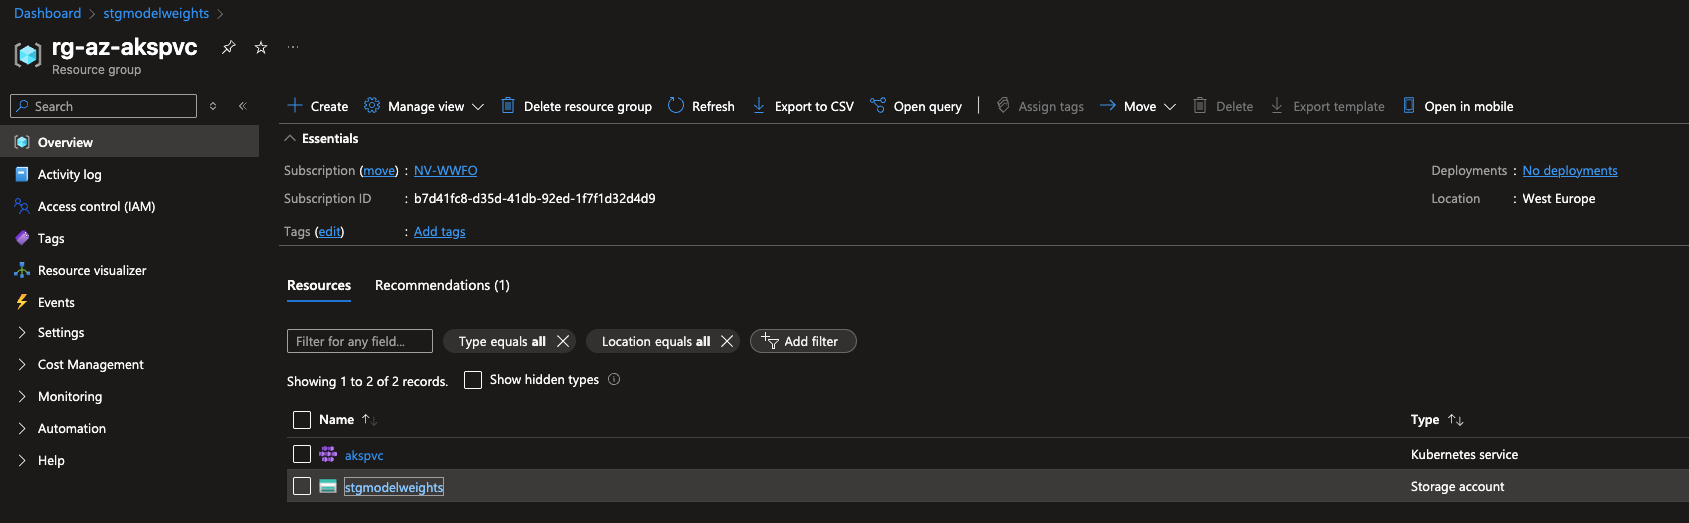 Dashboard > stgmodelweights >
rg-az-akspvc ...
Resource group
Search
Overview
Activity log
Access control (IAM)
Tags
Resource visualizer
Events
Settings
Cost Management
Monitoring
Automation
Help
Create Manage view Delete resource group Refresh Export to CSV Open query Assign tags Move Delete Export template Open in mobile
Essentials
Subscription (move) : NV-WWFO
Subscription ID : b7d41fc8-d35d-41db-92ed-1f7f1d32d4d9
Tags (edit) : Add tags
Deployments : No deployments
Location : West Europe
Resources Recommendations (1)
Filter for any field... Type equals all Location equals all Add filter
Showing 1 to 2 of 2 records. Show hidden types
Name Type
akspvc Kubernetes service
stgmodelweights Storage account